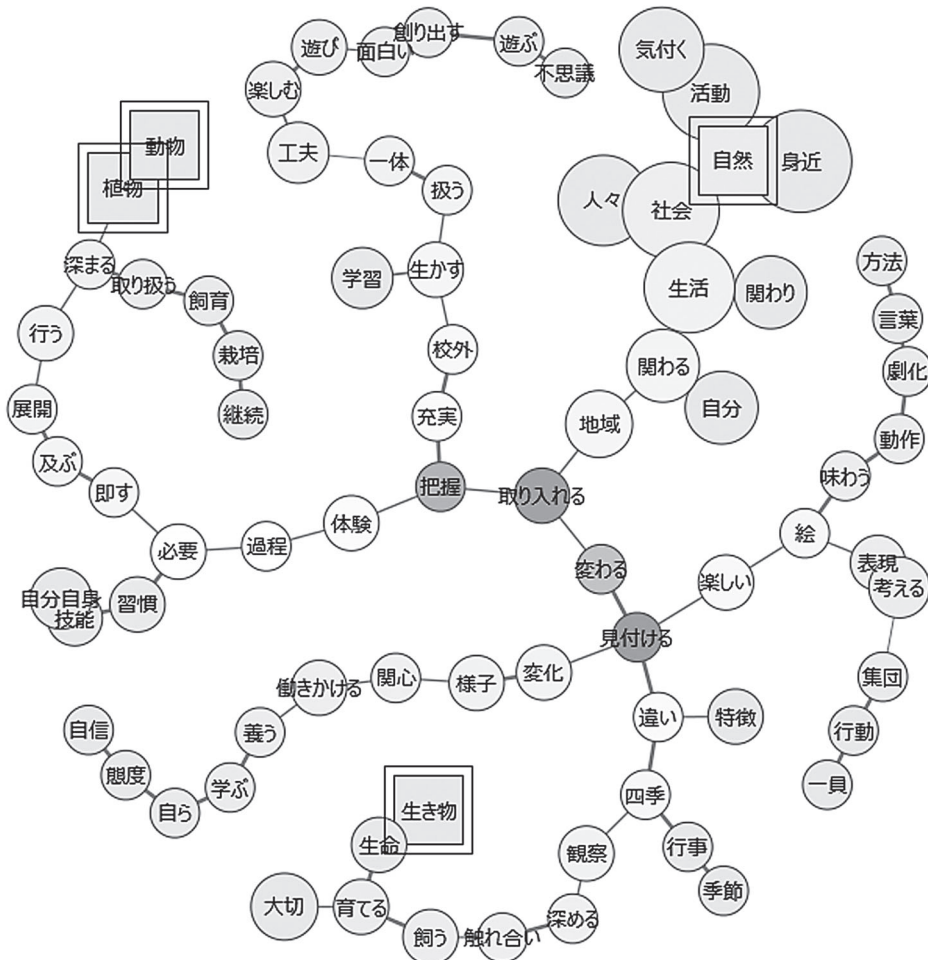 創り出す
遊び
面白い
遊ぶ
不思議
気付く
楽しむ
活動
動物
工夫
一体
自然
身近
植物
扱う
人々
社会
深まる
取り扱う
学習
生かす
生活
関わり
方法
飼育
行う
言葉
栽培
校外
関わる
劇化
展開
継続
充実
地域
自分
動作
及ぶ
即す
把握
取り入れる
味わう
体験
必要
過程
絵
変わる
楽しい
表現
考える
自分自身
技能
習慣
見付ける
働きかける
関心
様子
変化
集団
違い
特徴
自信
養う
行動
態度
学ぶ
一員
自ら
四季
生き物
生命
観察
行事
季節
大切
育てる
飼う
触れ合い
深める